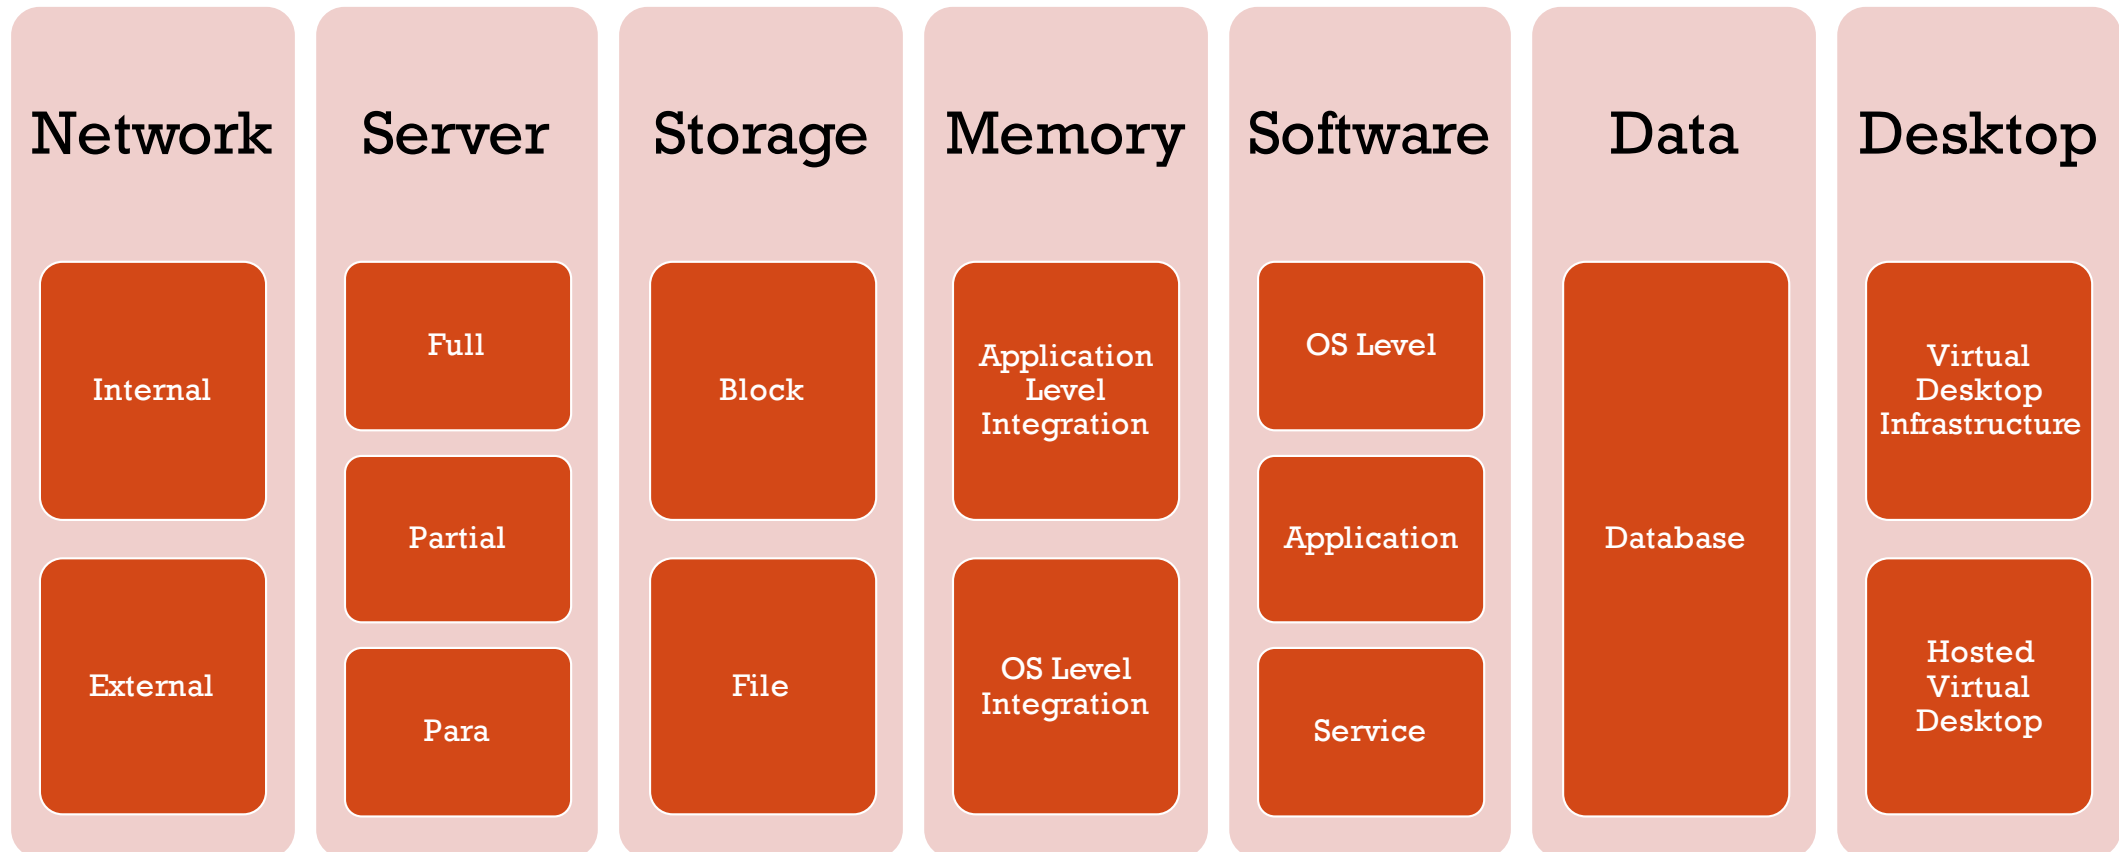 Network
Internal
External
Server
Full
Partial
Para
Storage
Block
File
Memory
Application
Level
Integration
OS Level
Integration
Software
OS Level
Application
Service
Data
Database
Desktop
Virtual
Desktop
Infrastructure
Hosted
Virtual
Desktop